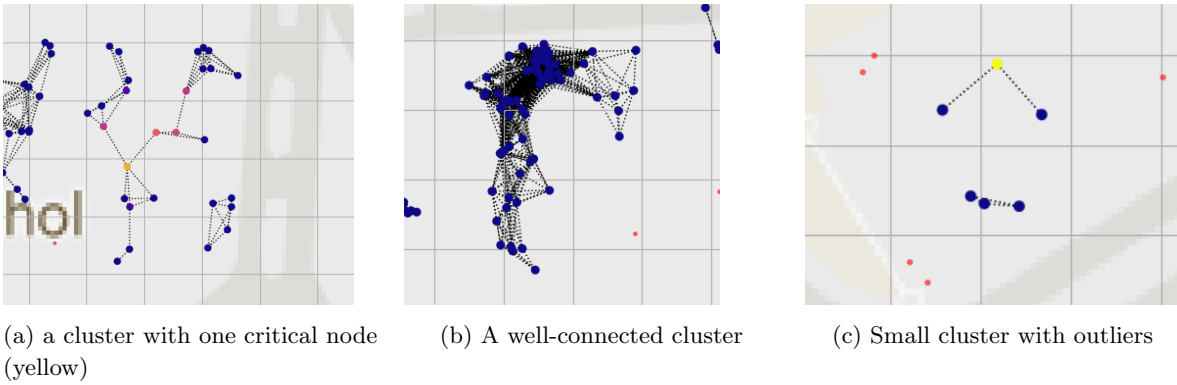 hol
(a) a cluster with one critical node
(yellow)
(b) A well-connected cluster
(c) Small cluster with outliers